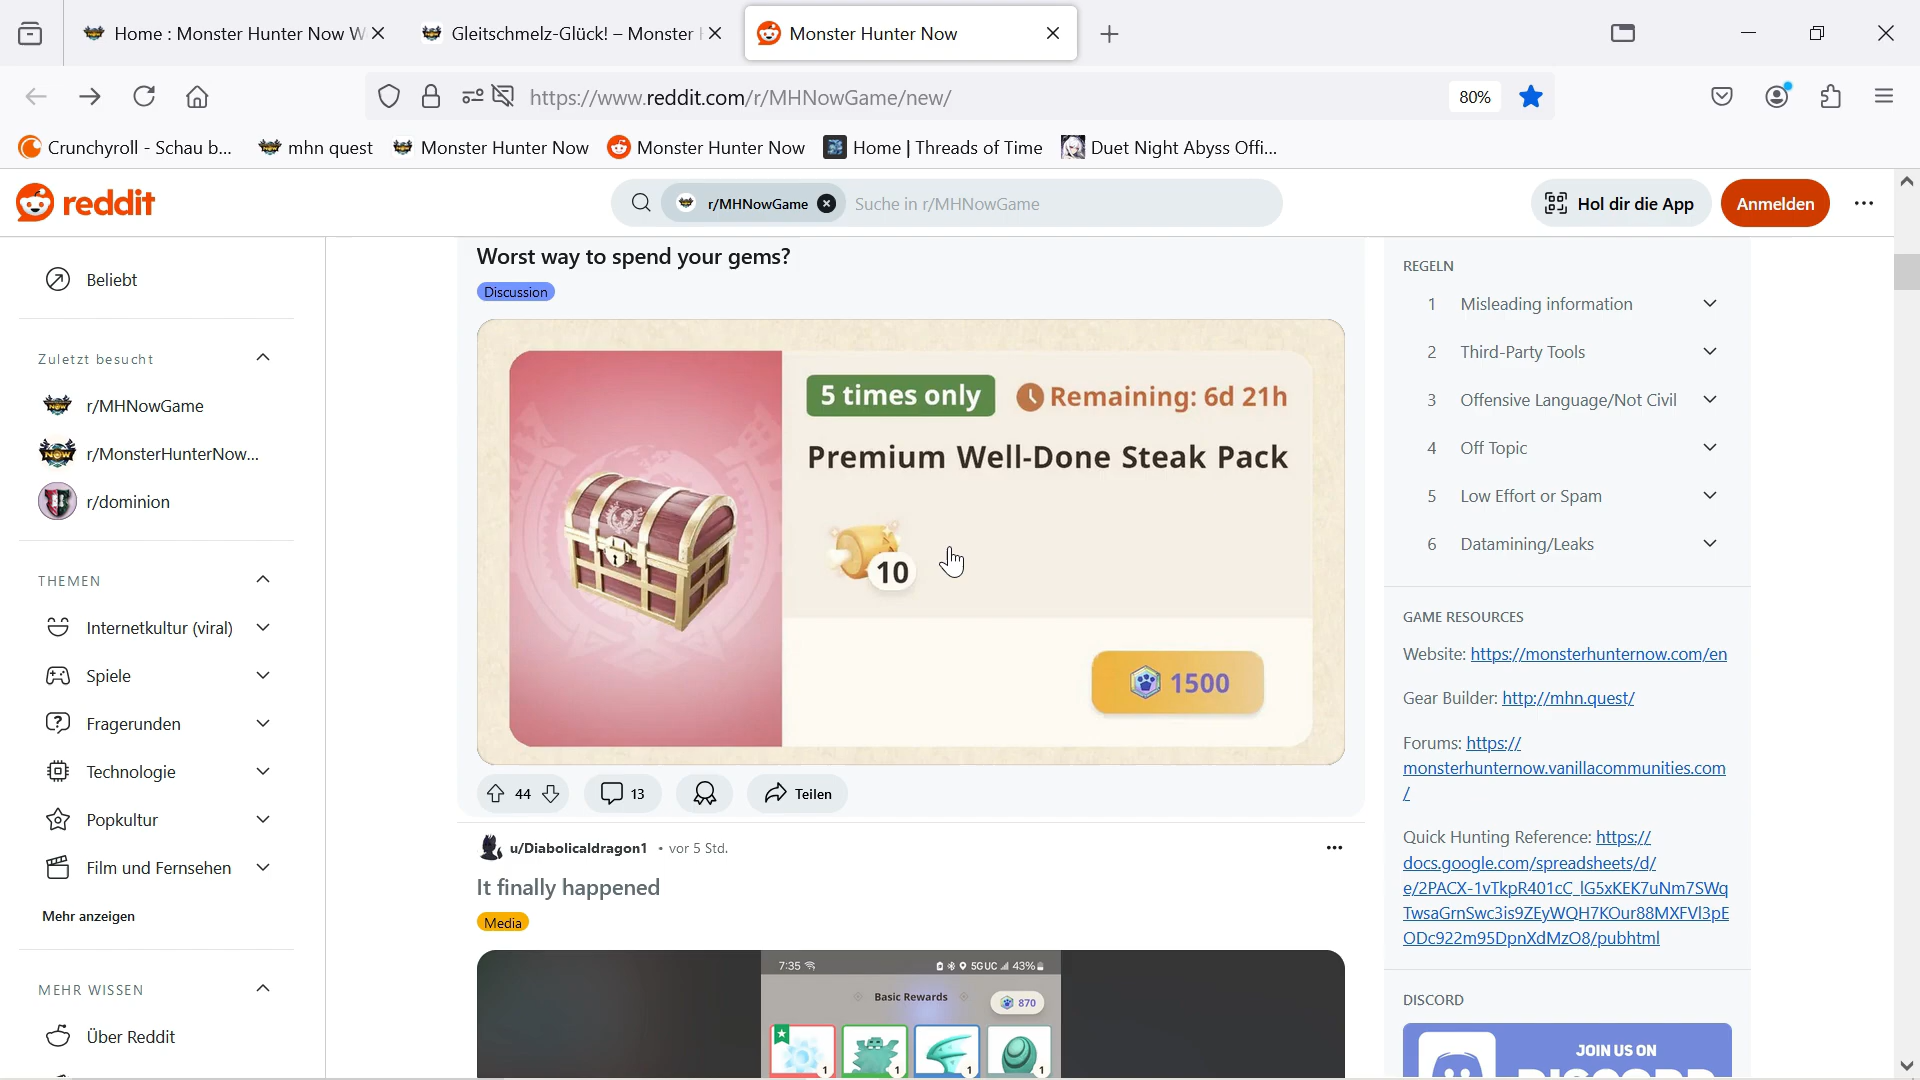 Home : Monster Hunter Now W
Gleitschmelz-Glück! – Monster
Monster Hunter Now
https://www.reddit.com/r/MHNowGame/new/
80%
Crunchyroll - Schau b...
mhn quest
Monster Hunter Now
Monster Hunter Now
Home | Threads of Time
Duet Night Abyss Offi...
reddit
r/MHNowGame
Suche in r/MHNowGame
Hol dir die App
Anmelden
Beliebt
Zuletzt besucht
r/MHNowGame
r/MonsterHunterNow...
r/dominion
THEMEN
Internetkultur (viral)
Spiele
Fragerunden
Technologie
Popkultur
Film und Fernsehen
Mehr anzeigen
MEHR WISSEN
Über Reddit
Worst way to spend your gems?
Discussion
5 times only
Remaining: 6d 21h
Premium Well-Done Steak Pack
10
1500
44
13
Teilen
u/Diabolicaldragon1 • vor 5 Std.
It finally happened
Media
7:35
5GUC 43%
Basic Rewards
870
1
1
1
1
REGELN
1 Misleading information
2 Third-Party Tools
3 Offensive Language/Not Civil
4 Off Topic
5 Low Effort or Spam
6 Datamining/Leaks
GAME RESOURCES
Website: https://monsterhunternow.com/en
Gear Builder: http://mhn.quest/
Forums: https://
monsterhunternow.vanillacommunities.com
/
Quick Hunting Reference: https://
docs.google.com/spreadsheets/d/
e/2PACX-1vTkpR401cC_lG5xKEK7uNm7SWq
TwsaGrnSwc3is9ZEyWQH7KOur88MXFVl3pE
ODc922m95DpnXdMzO8/pubhtml
DISCORD
JOIN US ON